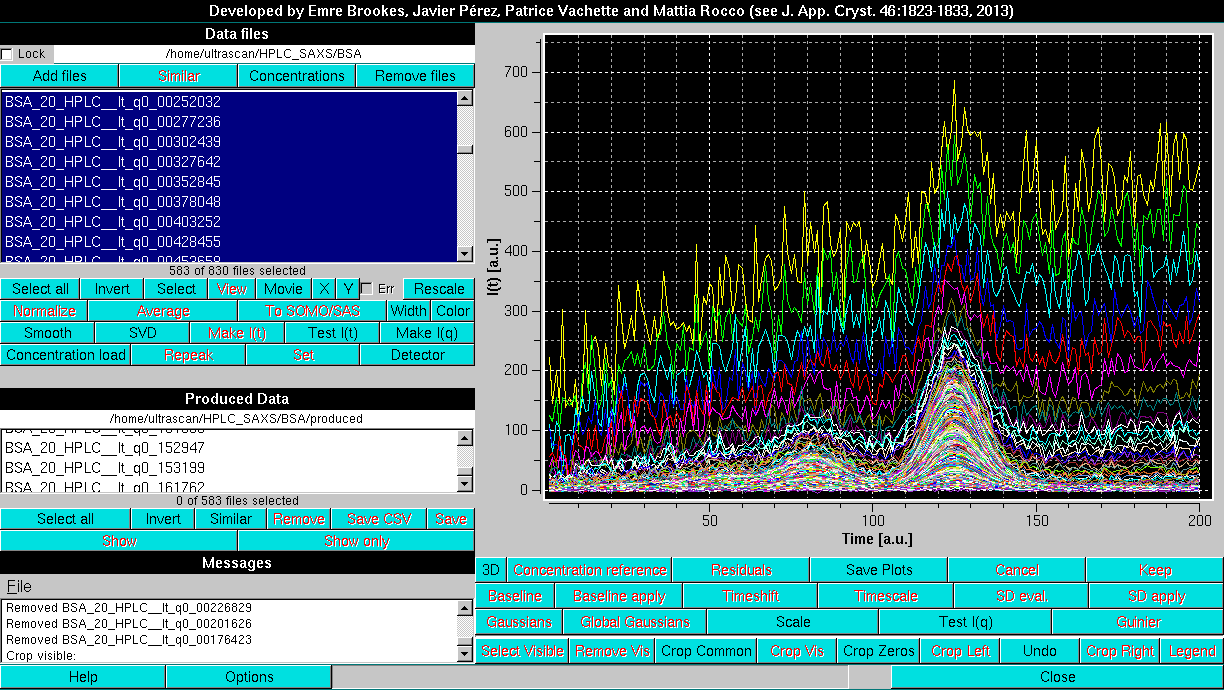 Developed by Emre Brookes, Javier Pérez, Patrice Vachette and Mattia Rocco (see J. App. Cryst. 46:1823-1833, 2013)
Data files
Lock /home/ultrascan/HPLC_SAXS/BSA
Add files Similar Concentrations Remove files
BSA_20_HPLC__It_q0_00252032
BSA_20_HPLC__It_q0_00277236
BSA_20_HPLC__It_q0_00302439
BSA_20_HPLC__It_q0_00327642
BSA_20_HPLC__It_q0_00352845
BSA_20_HPLC__It_q0_00378048
BSA_20_HPLC__It_q0_00403252
BSA_20_HPLC__It_q0_00428455
BSA_20_HPLC__It_q0_00453659
583 of 830 files selected
Select all Invert Select View Movie X Y Err Rescale
Normalize Average To SOMO/SAS Width Color
Smooth SVD Make I(t) Test I(t) Make I(q)
Concentration load Repeak Set Detector
Produced Data
/home/ultrascan/HPLC_SAXS/BSA/produced
BSA_20_HPLC__It_q0_152947
BSA_20_HPLC__It_q0_153199
BSA_20_HPLC__It_q0_161762
0 of 583 files selected
Select all Invert Similar Remove Save CSV Save
Show Show only
Messages
File
Removed BSA_20_HPLC__It_q0_00226829
Removed BSA_20_HPLC__It_q0_00201626
Removed BSA_20_HPLC__It_q0_00176423
Crop visible:
Help Options
700
600
500
400
300
200
100
0
I(t) [a.u.]
50 100 150 200
Time [a.u.]
3D Concentration reference Residuals Save Plots Cancel Keep
Baseline Baseline apply Timeshift Timescale SD eval. SD apply
Gaussians Global Gaussians Scale Test I(q) Guinier
Select Visible Remove Vis Crop Common Crop Vis Crop Zeros Crop Left Undo Crop Right Legend
Close